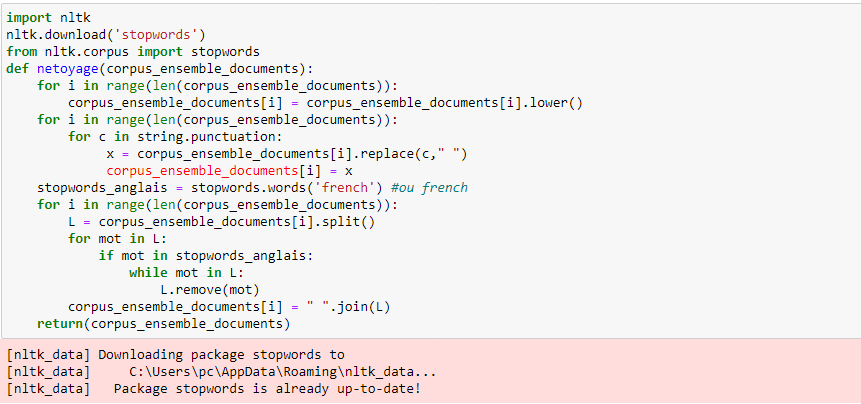 import nltk
nltk.download('stopwords')
from nltk.corpus import stopwords
def netoyage(corpus_ensemble_documents):
    for i in range(len(corpus_ensemble_documents)):
        corpus_ensemble_documents[i] = corpus_ensemble_documents[i].lower()
    for i in range(len(corpus_ensemble_documents)):
        for c in string.punctuation:
             x = corpus_ensemble_documents[i].replace(c," ")
             corpus_ensemble_documents[i] = x
    stopwords_anglais = stopwords.words('french') #ou french
    for i in range(len(corpus_ensemble_documents)):
        L = corpus_ensemble_documents[i].split()
        for mot in L:
            if mot in stopwords_anglais:
                while mot in L:
                    L.remove(mot)
        corpus_ensemble_documents[i] = " ".join(L)
    return(corpus_ensemble_documents)
[nltk_data] Downloading package stopwords to
[nltk_data]     C:\Users\pc\AppData\Roaming\nltk_data...
[nltk_data]   Package stopwords is already up-to-date!